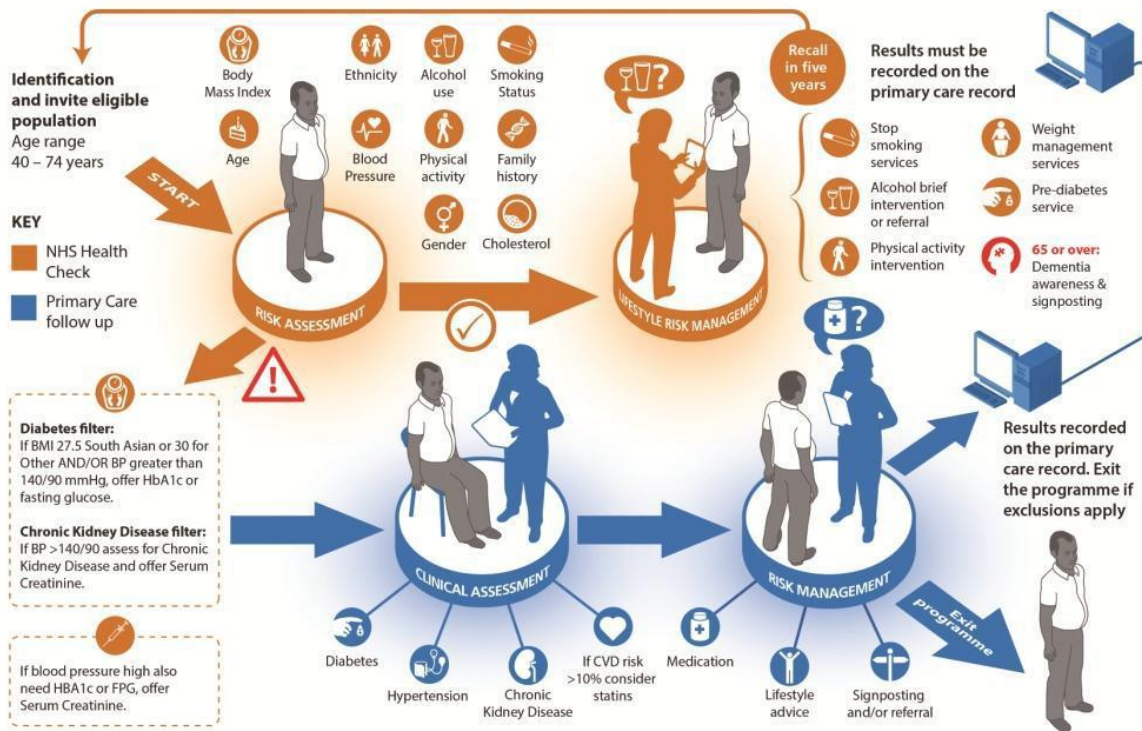 Identification
and invite eligible
population
Age range
40 – 74 years
START
KEY
NHS Health
Check
Primary Care
follow up
Body
Mass Index
Ethnicity
Alcohol
use
Smoking
Status
Age
Blood
Pressure
Physical
activity
Family
history
Gender
Cholesterol
RISK ASSESSMENT
?
LIFESTYLE RISK MANAGEMENT
Recall
in five
years
Results must be
recorded on the
primary care record
Stop
smoking
services
Weight
management
services
Alcohol brief
intervention
or referral
Pre-diabetes
service
Physical activity
intervention
65 or over:
Dementia
awareness &
signposting
!
Diabetes filter:
If BMI 27.5 South Asian or 30 for
Other AND/OR BP greater than
140/90 mmHg, offer HbA1c or
fasting glucose.
Chronic Kidney Disease filter:
If BP >140/90 assess for Chronic
Kidney Disease and offer Serum
Creatinine.
If blood pressure high also
need HBA1c or FPG, offer
Serum Creatinine.
CLINICAL ASSESSMENT
Diabetes
Hypertension
Chronic
Kidney Disease
If CVD risk
>10% consider
statins
?
RISK MANAGEMENT
Medication
Lifestyle
advice
Signposting
and/or referral
Results recorded
on the primary
care record. Exit
the programme if
exclusions apply
Exit
programme